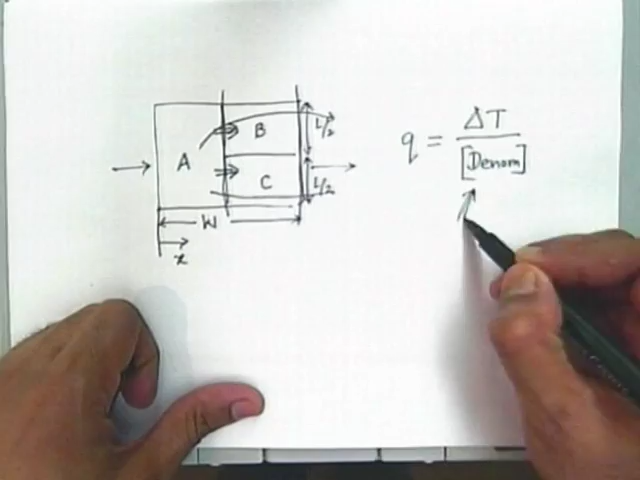 A
B
C
L/2
L/2
W
x
q = ΔT / [Denom]